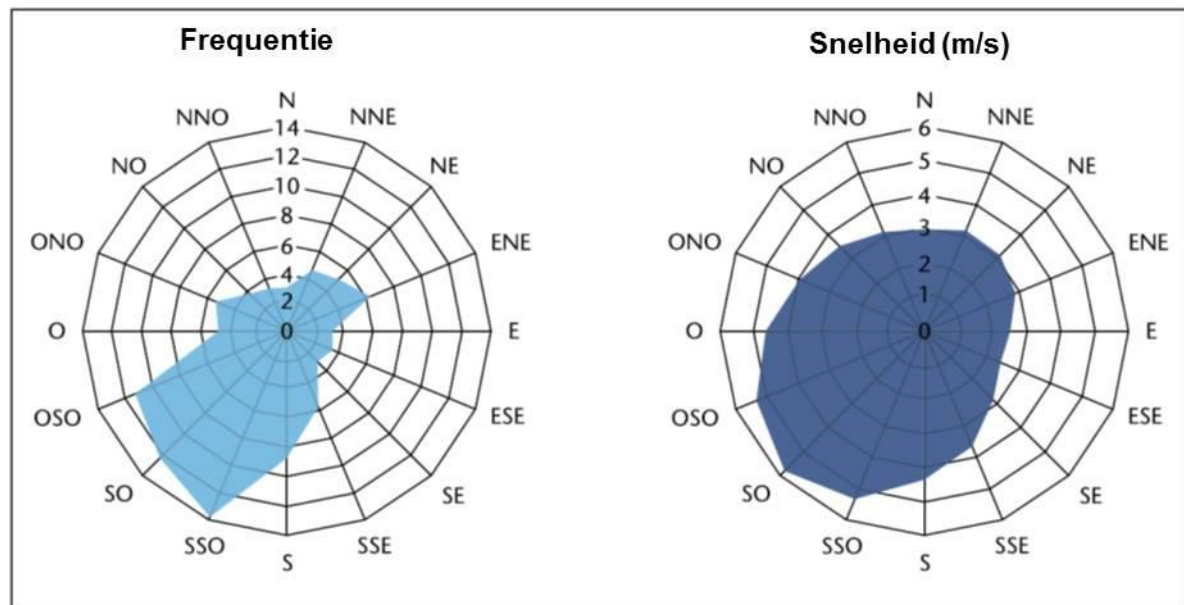 Frequentie
N
NNO
NNE
14
12
NO
NE
10
8
ONO
ENE
6
4
2
O
0
E
OSO
ESE
SO
SE
SSO
SSE
S
Snelheid (m/s)
N
NNO
NNE
6
5
NO
NE
4
ONO
ENE
3
2
1
O
0
E
OSO
ESE
SO
SE
SSO
SSE
S